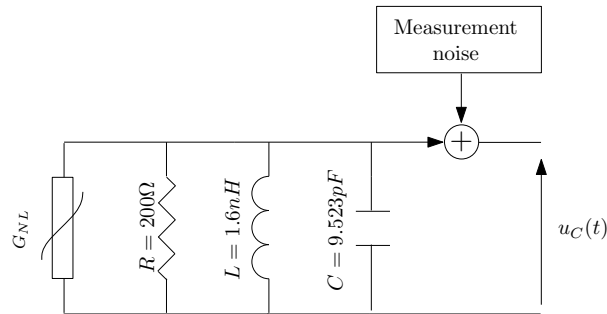 Measurement
noise
+
G_{NL}
R = 200Ω
L = 1.6nH
C = 9.523pF
u_C(t)